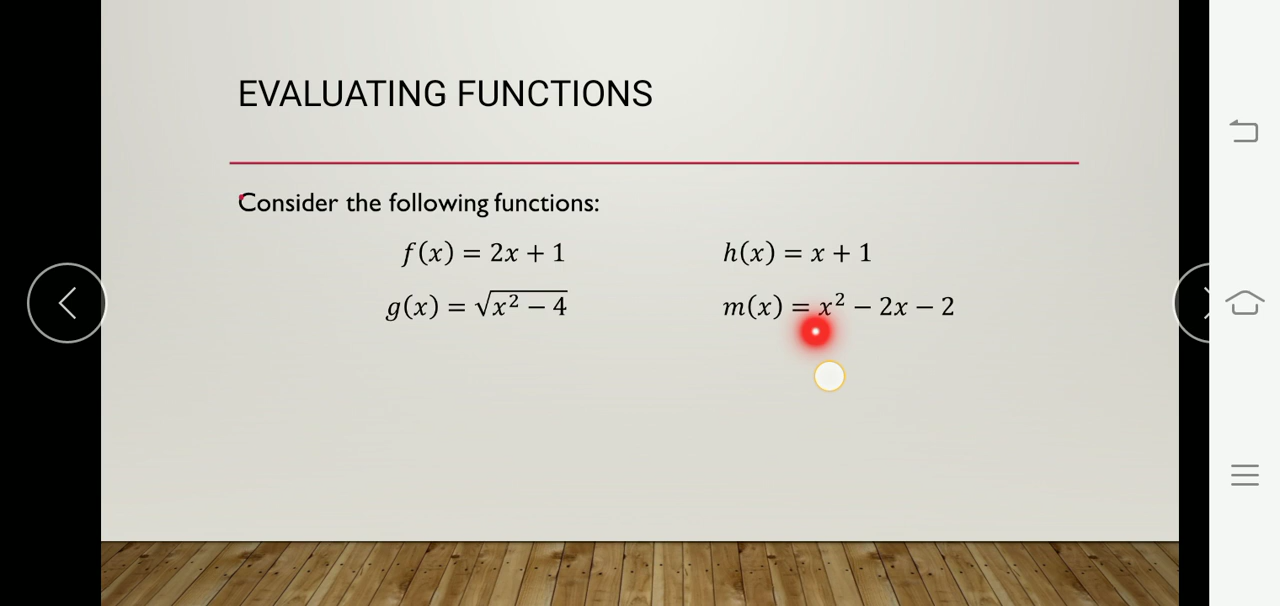 EVALUATING FUNCTIONS
Consider the following functions:
f(x) = 2x + 1
h(x) = x + 1
g(x) = √(x² − 4)
m(x) = x² − 2x − 2